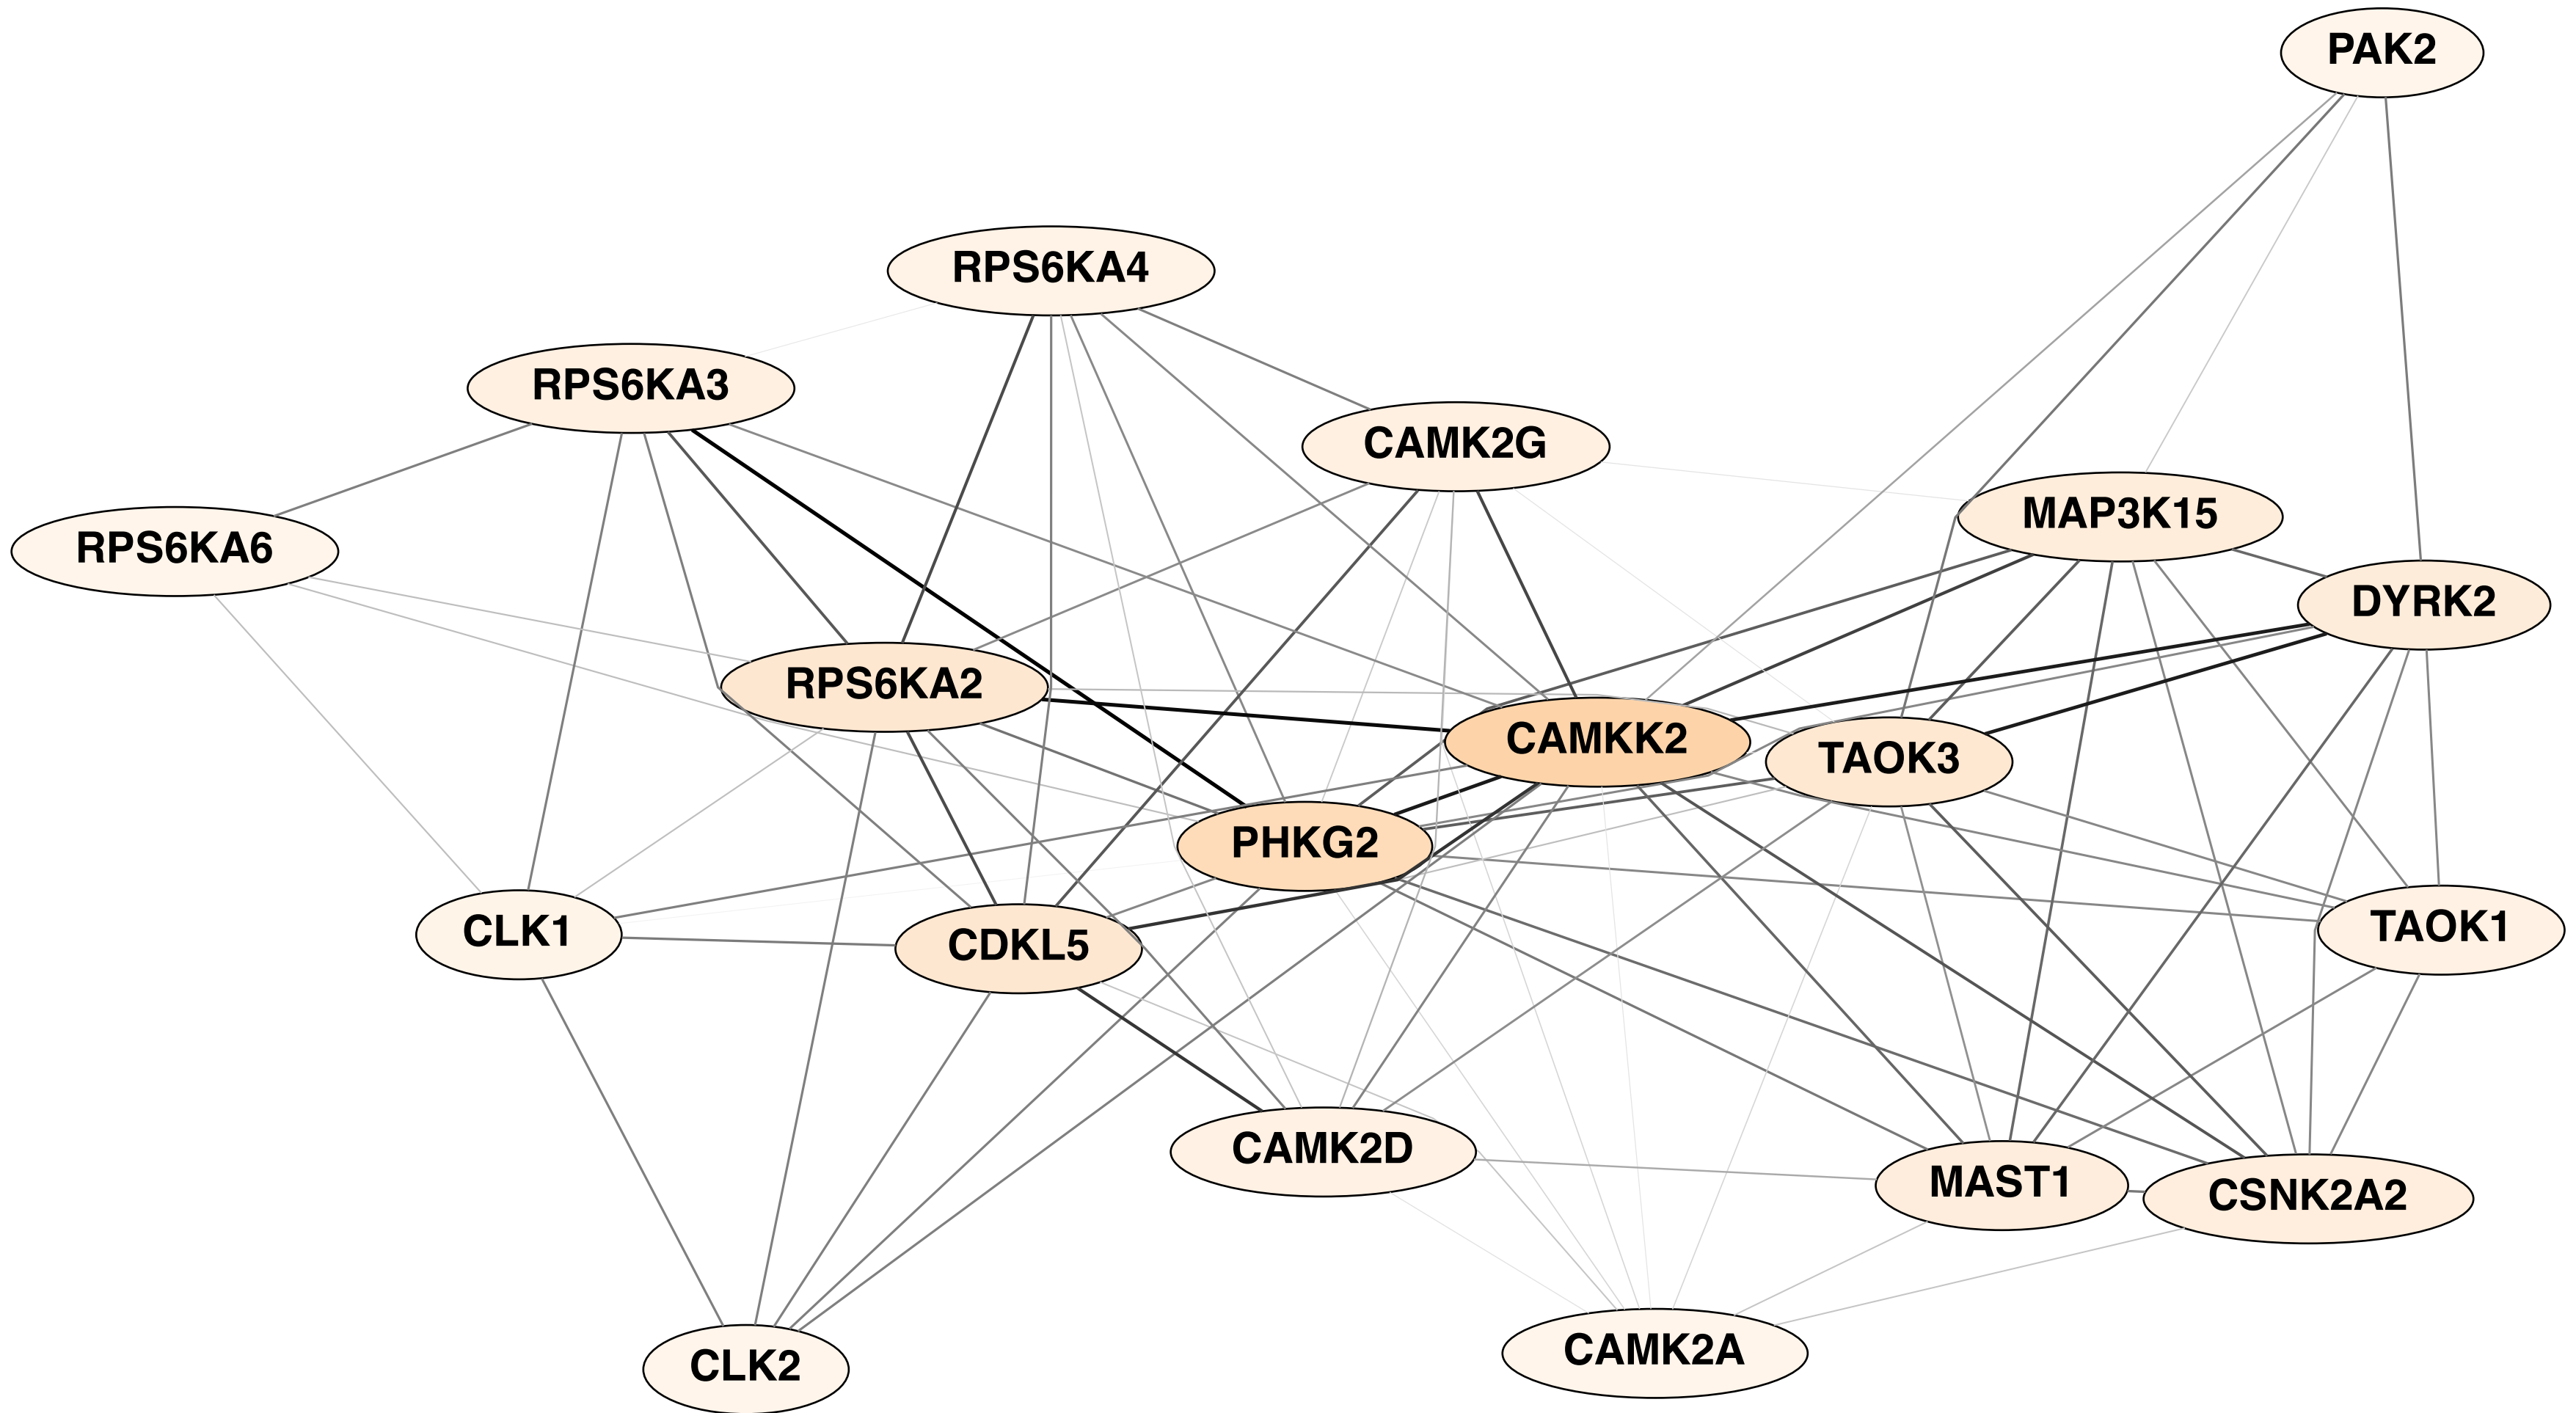 PAK2
RPS6KA4
RPS6KA3
CAMK2G
MAP3K15
RPS6KA6
DYRK2
RPS6KA2
CAMKK2
TAOK3
PHKG2
CLK1
CDKL5
TAOK1
CAMK2D
MAST1
CSNK2A2
CAMK2A
CLK2